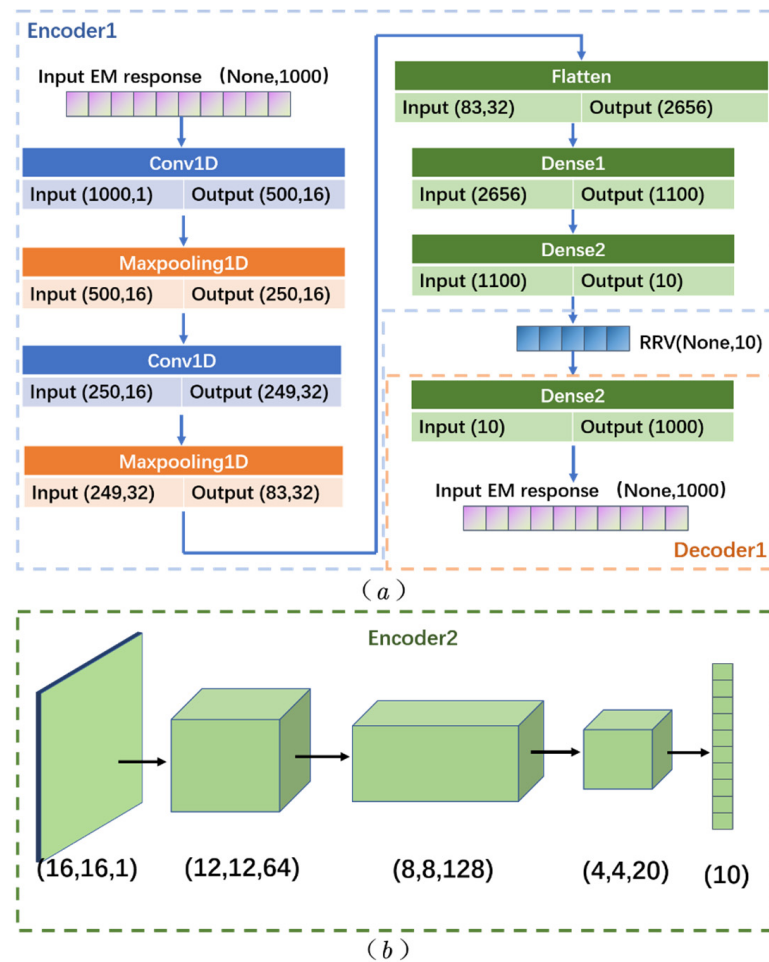 Encoder1
Input EM response (None,1000)
Conv1D
Input (1000,1) Output (500,16)
Maxpooling1D
Input (500,16) Output (250,16)
Conv1D
Input (250,16) Output (249,32)
Maxpooling1D
Input (249,32) Output (83,32)
Flatten
Input (83,32) Output (2656)
Dense1
Input (2656) Output (1100)
Dense2
Input (1100) Output (10)
RRV(None,10)
Dense2
Input (10) Output (1000)
Input EM response (None,1000)
Decoder1
(a)
Encoder2
(16,16,1) (12,12,64) (8,8,128) (4,4,20) (10)
(b)